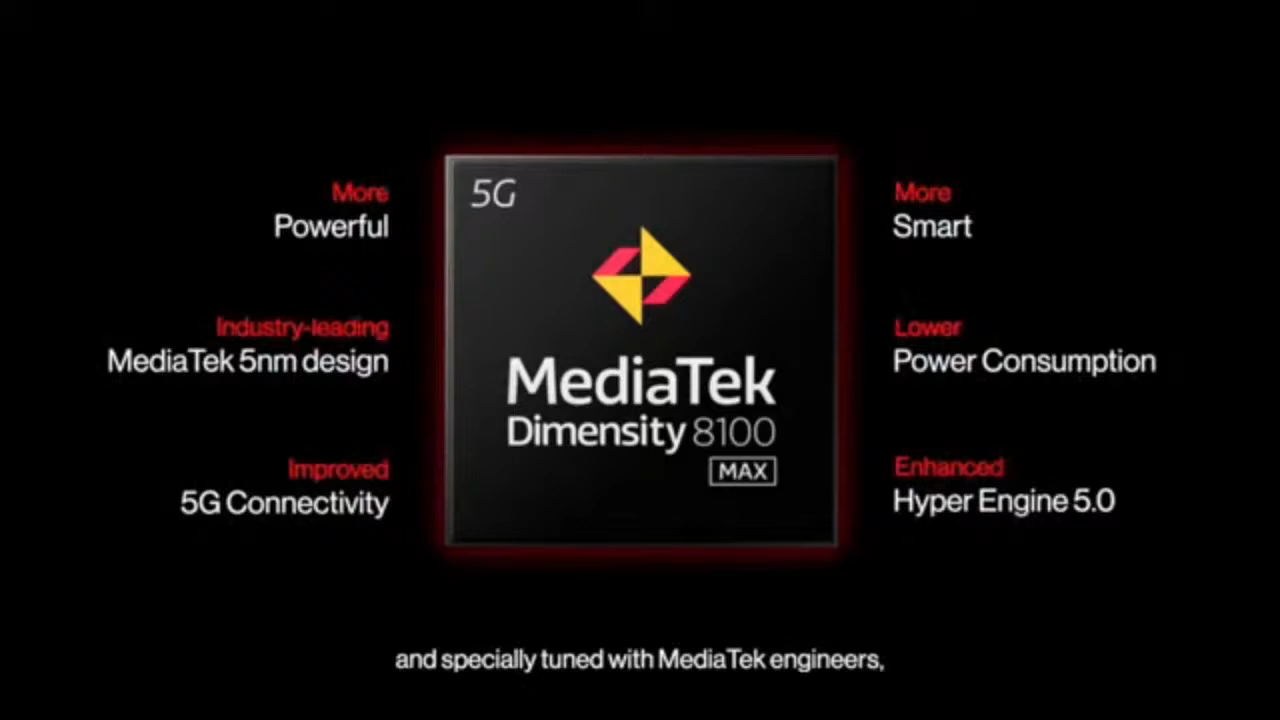 More
Powerful
Industry-leading
MediaTek 5nm design
Improved
5G Connectivity
5G
MediaTek
Dimensity 8100
MAX
More
Smart
Lower
Power Consumption
Enhanced
Hyper Engine 5.0
and specially tuned with MediaTek engineers,